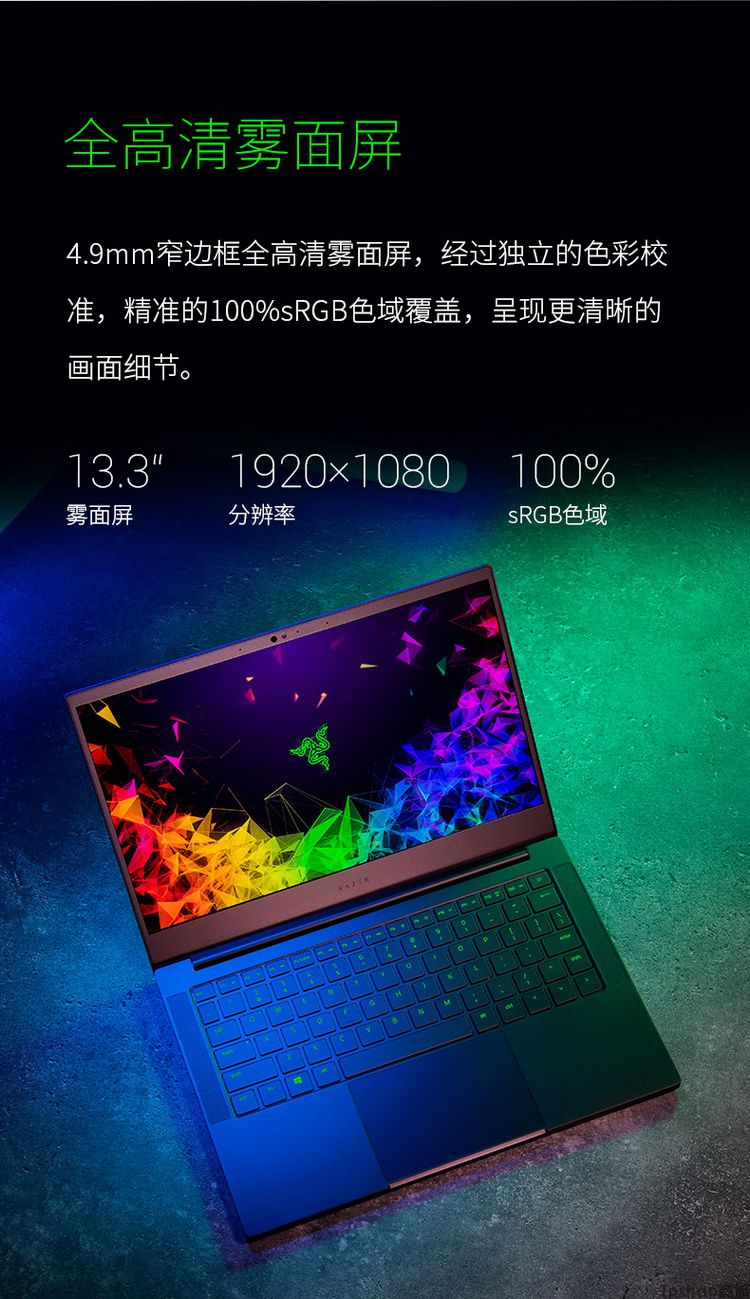 全高清雾面屏
4.9mm窄边框全高清雾面屏，经过独立的色彩校
准，精准的100%sRGB色域覆盖，呈现更清晰的
画面细节。
13.3“ 1920×1080 100%
雾面屏 分辨率 sRGB色域
RAZER